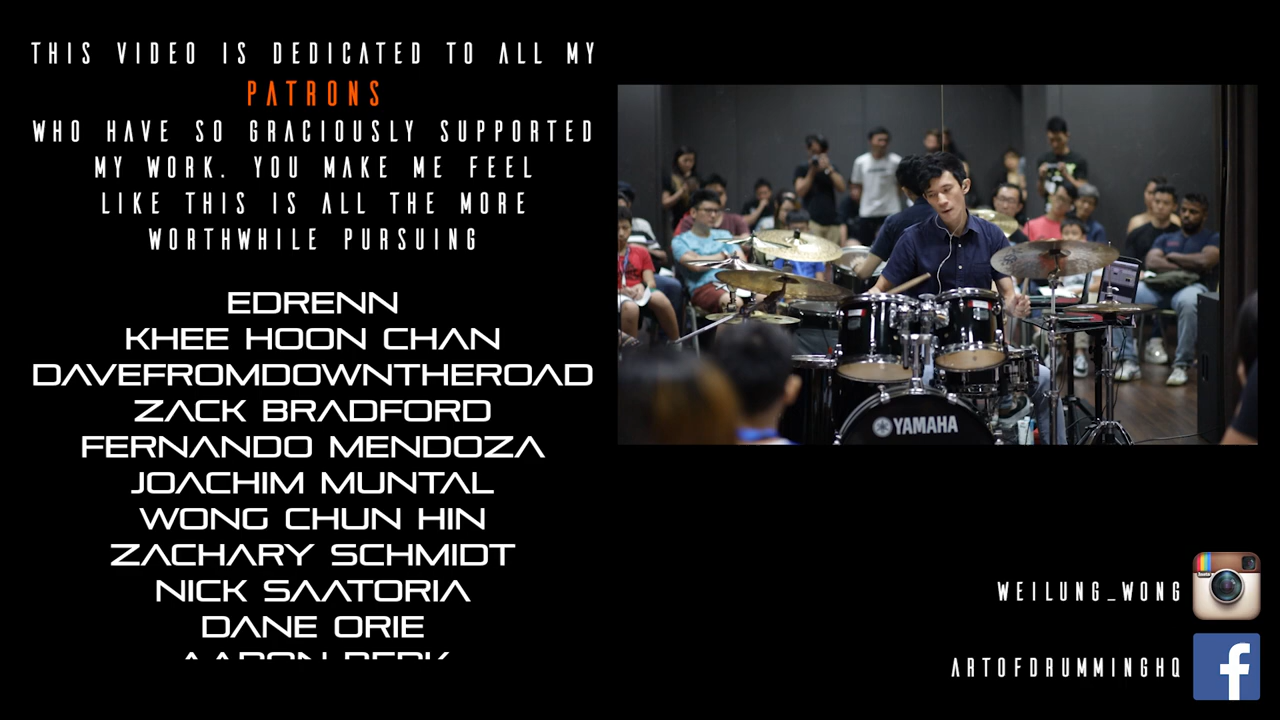 THIS VIDEO IS DEDICATED TO ALL MY
PATRONS
WHO HAVE SO GRACIOUSLY SUPPORTED
MY WORK. YOU MAKE ME FEEL
LIKE THIS IS ALL THE MORE
WORTHWHILE PURSUING
EDRENN
KHEE HOON CHAN
DAVEFROMDOWNTHEROAD
ZACK BRADFORD
FERNANDO MENDOZA
JOACHIM MUNTAL
WONG CHUN HIN
ZACHARY SCHMIDT
NICK SAATORIA
DANE ORIE
YAMAHA
WEILUNG_WONG
ARTOFDRUMMINGHQ